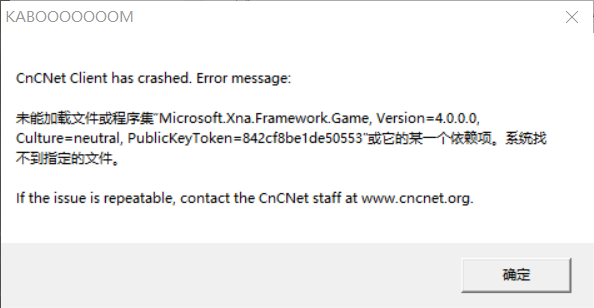 KABOOOOOOOM
CnCNet Client has crashed. Error message:
未能加载文件或程序集“Microsoft.Xna.Framework.Game, Version=4.0.0.0,
Culture=neutral, PublicKeyToken=842cf8be1de50553”或它的某一个依赖项。系统找
不到指定的文件。
If the issue is repeatable, contact the CnCNet staff at www.cncnet.org.
确定